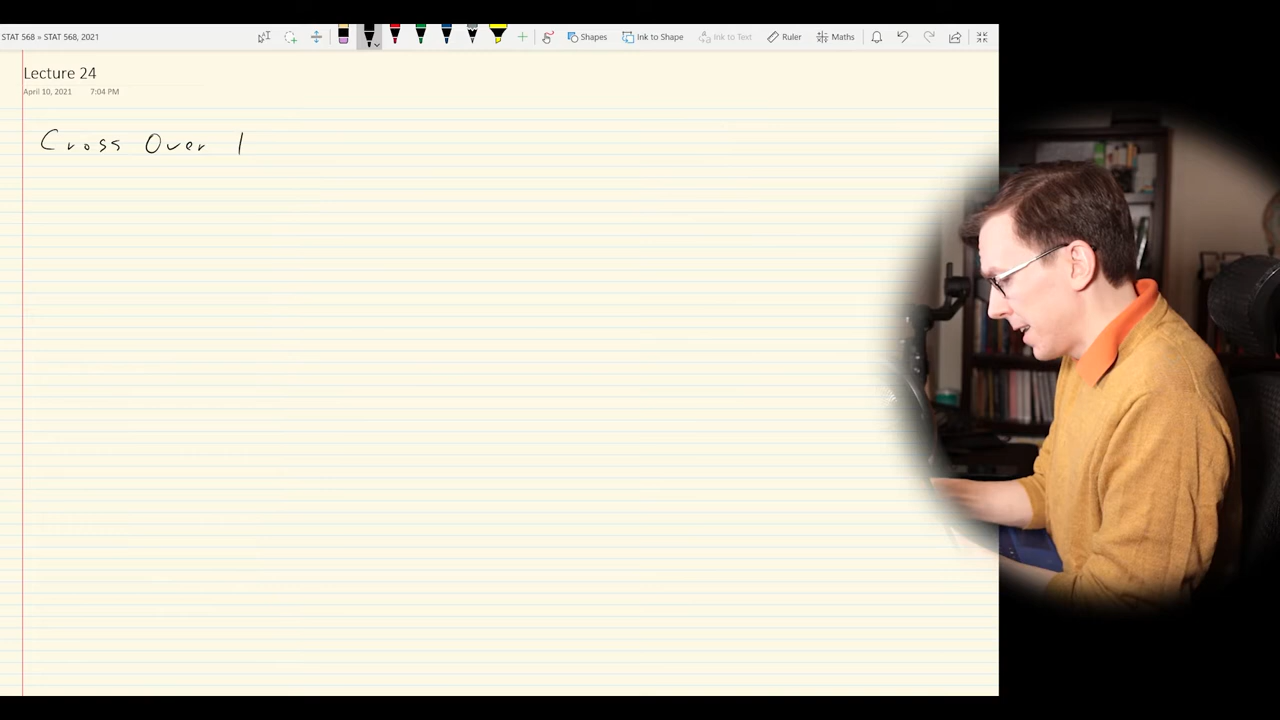 STAT 568 » STAT 568, 2021
Shapes
Ink to Shape
Ink to Text
Ruler
Maths
Lecture 24
April 10, 2021 7:04 PM
Cross Over